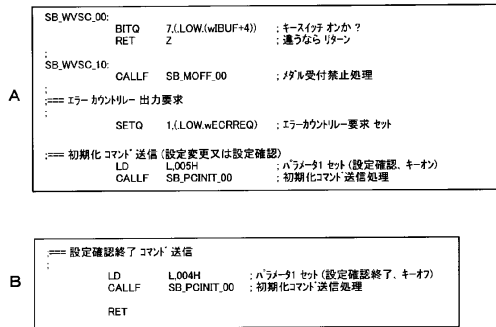 A
SB_WVSC_00:
BITQ 7,(.LOW.(wIBUF+4)) ; キースイッチ オンか ?
RET Z ; 違うなら リターン
;
SB_WVSC_10:
CALLF SB_MOFF_00 ; メダル受付禁止処理
;
;=== エラー カウントリレー 出力要求
;
SETQ 1,(.LOW.wECRREQ) ; エラーカウントリレー要求 セット
;=== 初期化 コマンド 送信 (設定変更又は設定確認)
LD L,005H ; パラメータ1 セット (設定確認、キーオン)
CALLF SB_PCINIT_00 ; 初期化コマンド送信処理
B
;=== 設定確認終了 コマンド 送信
;
LD L,004H ; パラメータ1 セット (設定確認終了、キーオフ)
CALLF SB_PCINIT_00 ; 初期化コマンド送信処理
RET